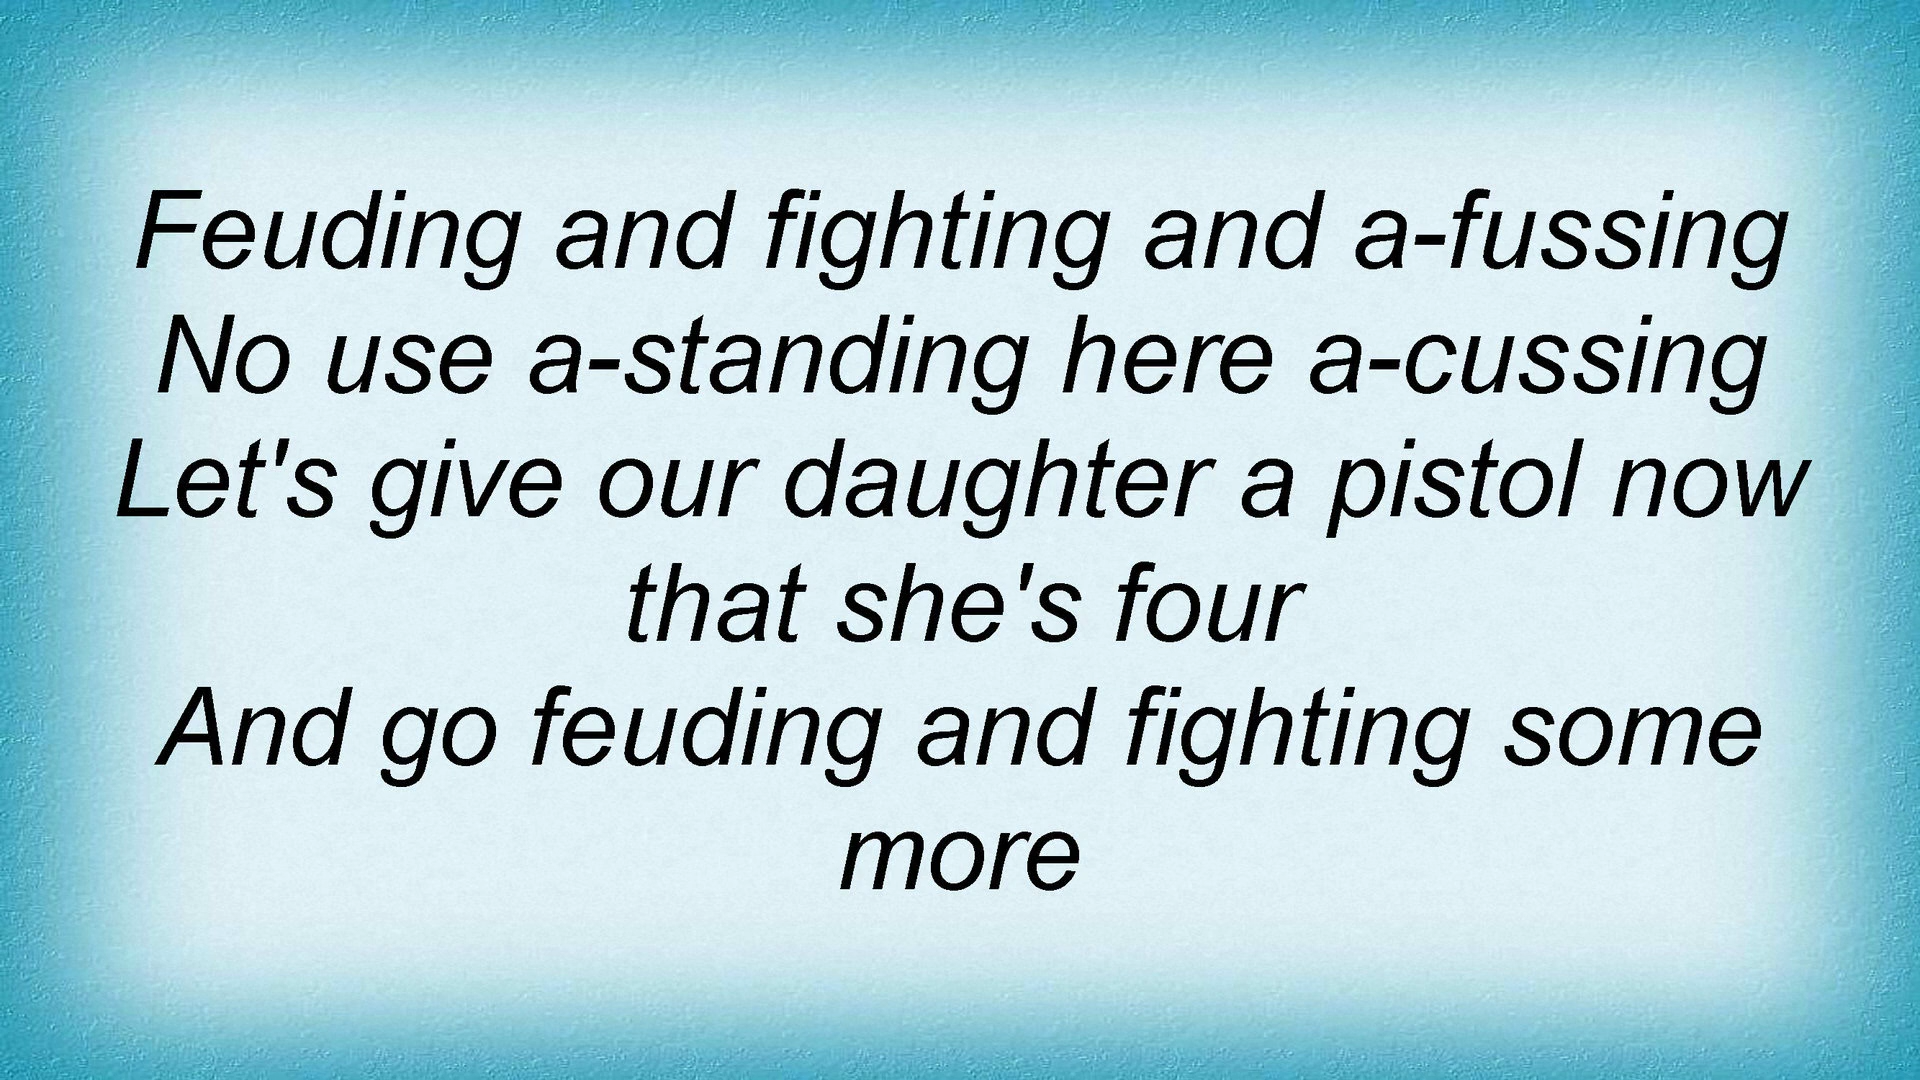 Feuding and fighting and a-fussing
No use a-standing here a-cussing
Let's give our daughter a pistol now
that she's four
And go feuding and fighting some
more